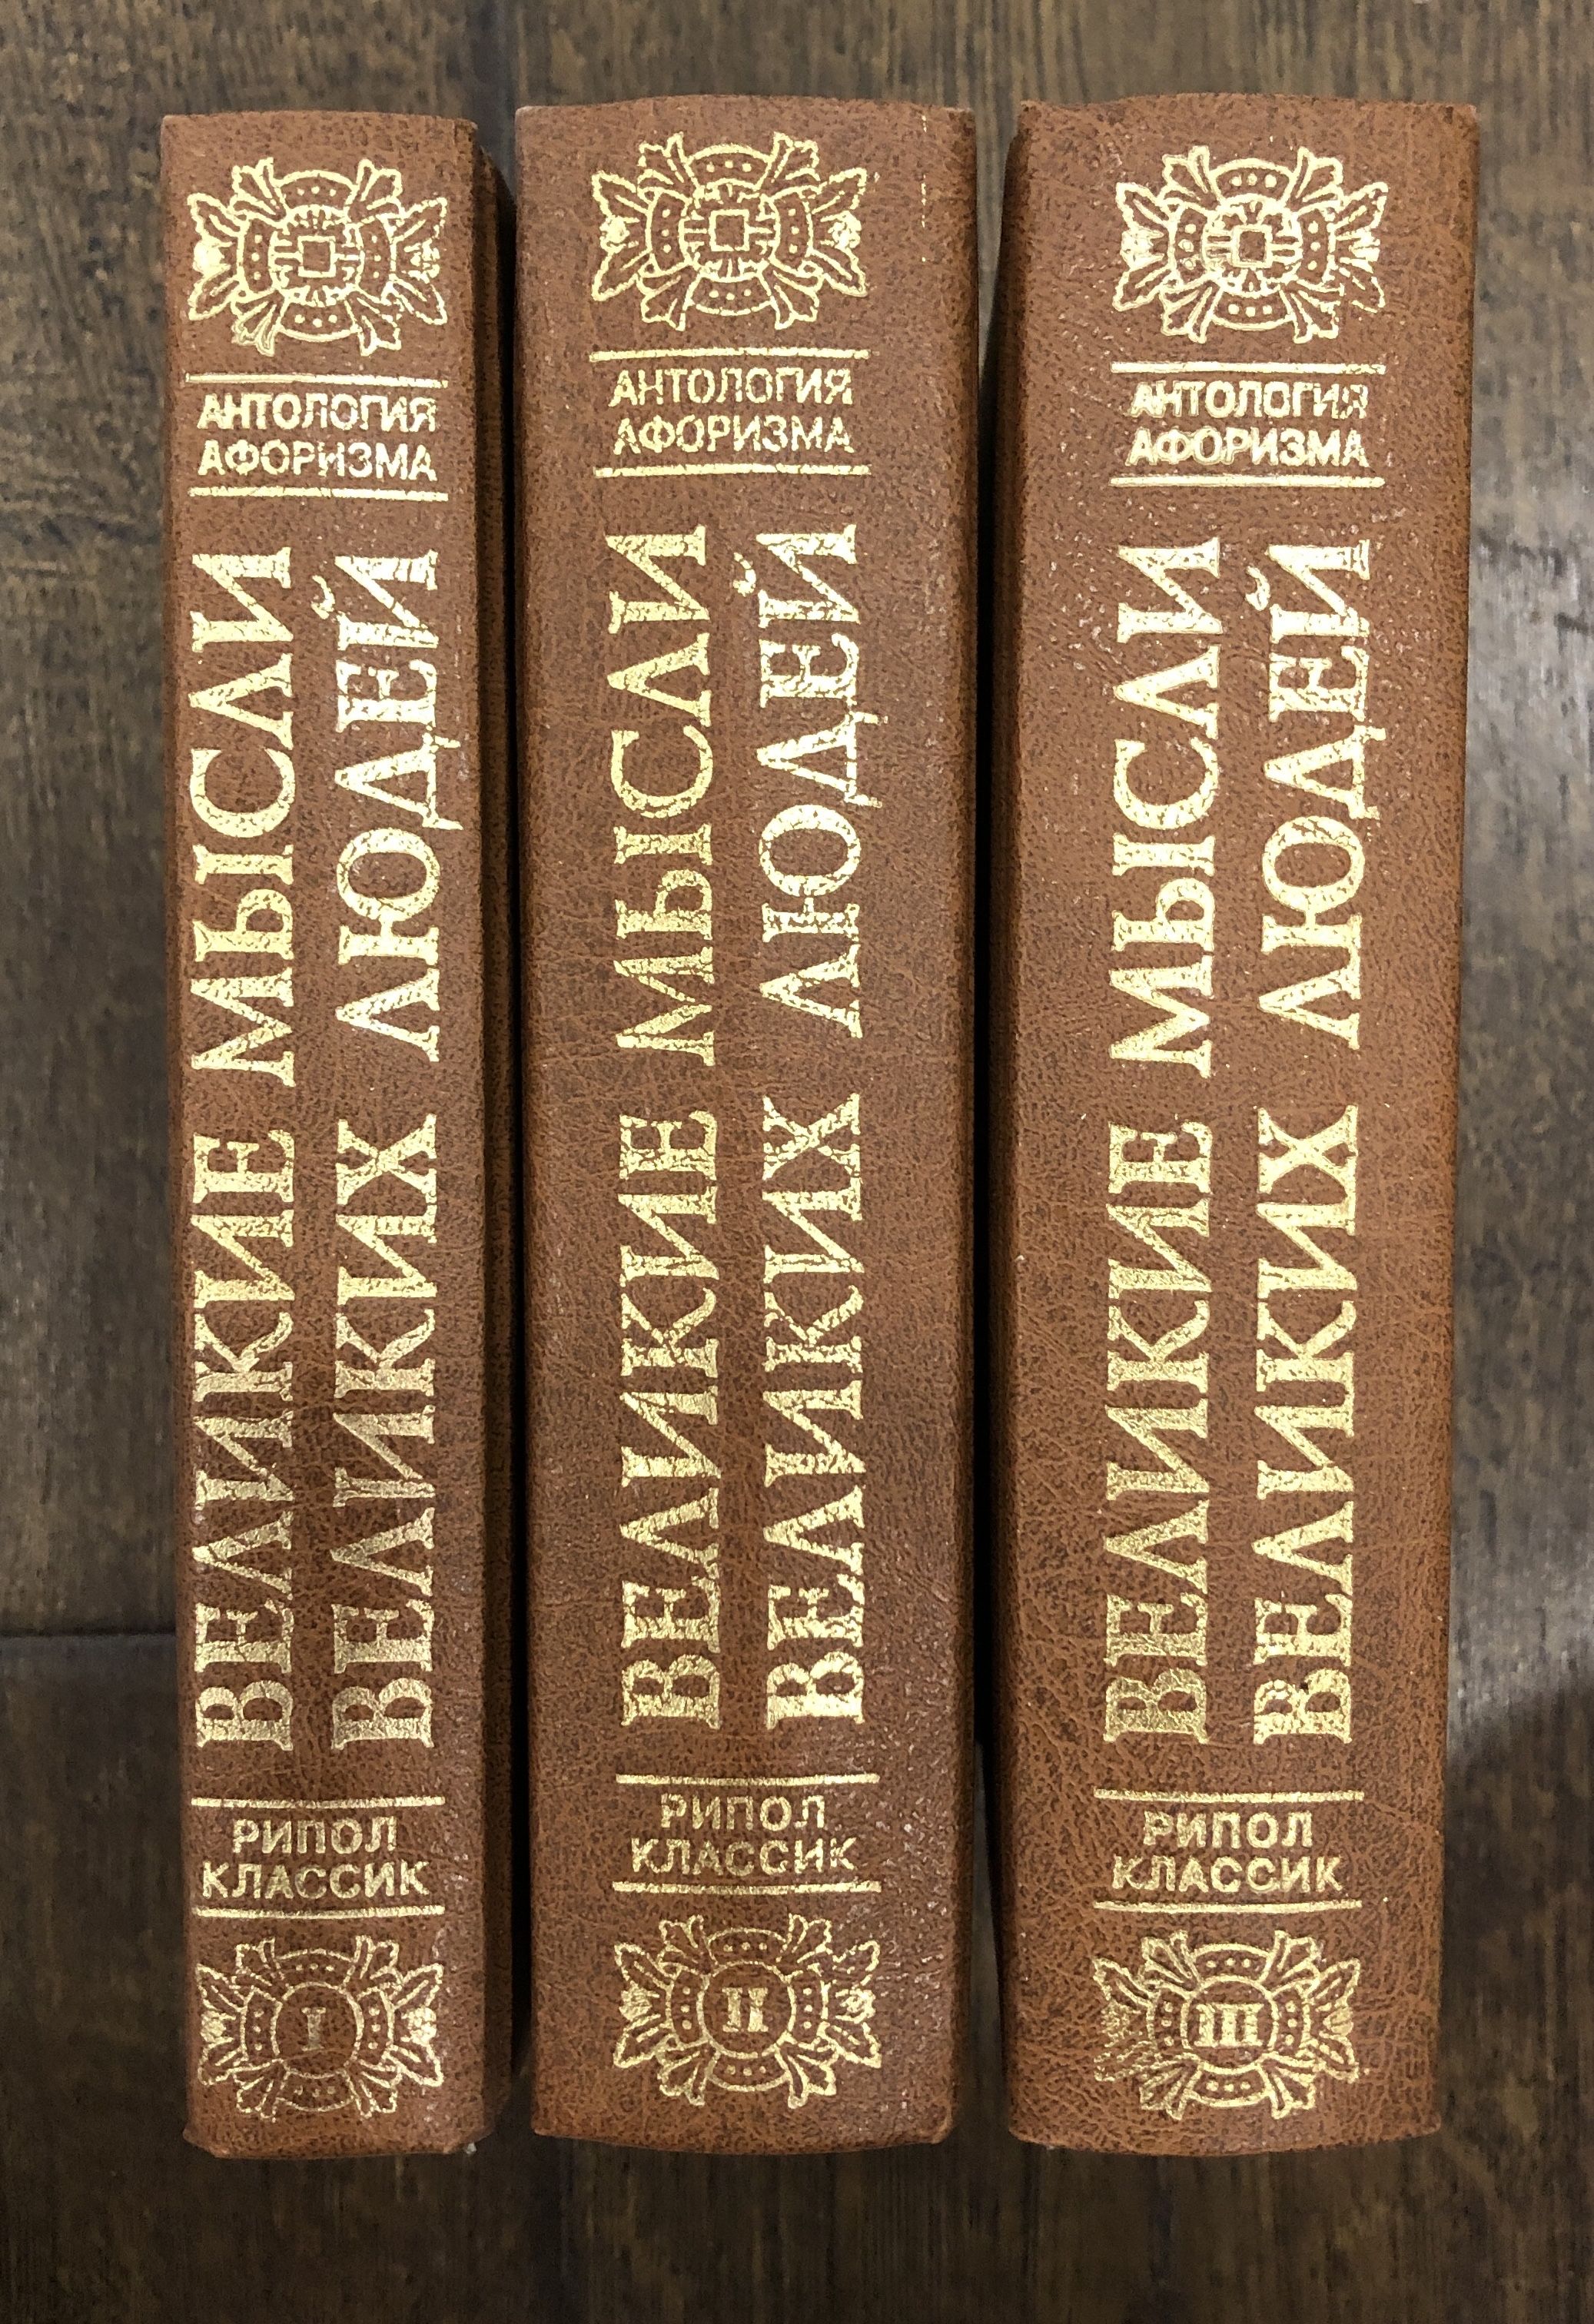 АНТОЛОГИЯ
АФОРИЗМА
ВЕЛИКИЕ МЫСЛИ
ВЕЛИКИХ ЛЮДЕЙ
РИПОЛ
КЛАССИК
I
АНТОЛОГИЯ
АФОРИЗМА
ВЕЛИКИЕ МЫСЛИ
ВЕЛИКИХ ЛЮДЕЙ
РИПОЛ
КЛАССИК
II
АНТОЛОГИЯ
АФОРИЗМА
ВЕЛИКИЕ МЫСЛИ
ВЕЛИКИХ ЛЮДЕЙ
РИПОЛ
КЛАССИК
III